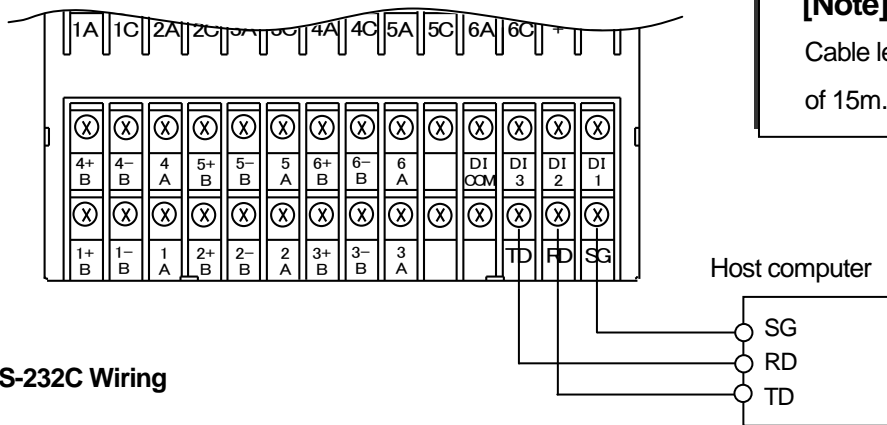 [Note]
Cable le
of 15m.
1A 1C 2A 2C 3A 3C 4A 4C 5A 5C 6A 6C +
4+ 4- 4 5+ 5- 5 6+ 6- 6 DI DI DI DI
B B A B B A B B A COM 3 2 1
1+ 1- 1 2+ 2- 2 3+ 3- 3 TD RD SG
B B A B B A B B A
Host computer
SG
RD
TD
S-232C Wiring